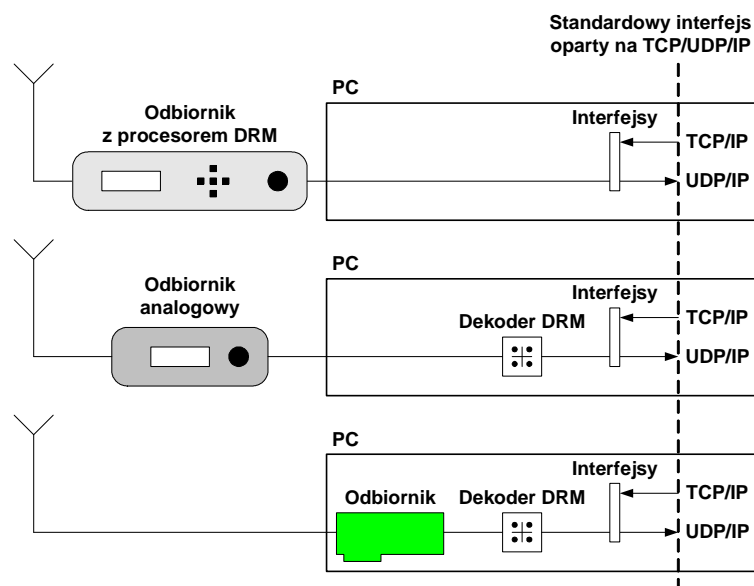 Standardowy interfejs
oparty na TCP/UDP/IP
PC
Odbiornik
z procesorem DRM
Interfejsy
TCP/IP
UDP/IP
PC
Odbiornik
analogowy
Interfejsy
Dekoder DRM
TCP/IP
UDP/IP
PC
Interfejsy
Odbiornik
Dekoder DRM
TCP/IP
UDP/IP